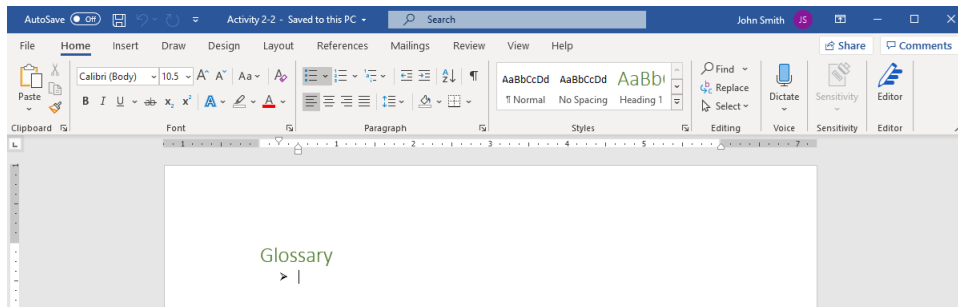 AutoSave Off Activity 2-2 - Saved to this PC Search John Smith JS
File Home Insert Draw Design Layout References Mailings Review View Help Share Comments
Paste
Calibri (Body) 10.5 A A Aa A
B I U ab x₂ x² A A
AaBbCcDd AaBbCcDd AaBb
¶ Normal No Spacing Heading 1
Find
Replace
Select
Dictate
Sensitivity
Editor
Clipboard Font Paragraph Styles Editing Voice Sensitivity Editor
1 1 2 3 4 5 7
Glossary